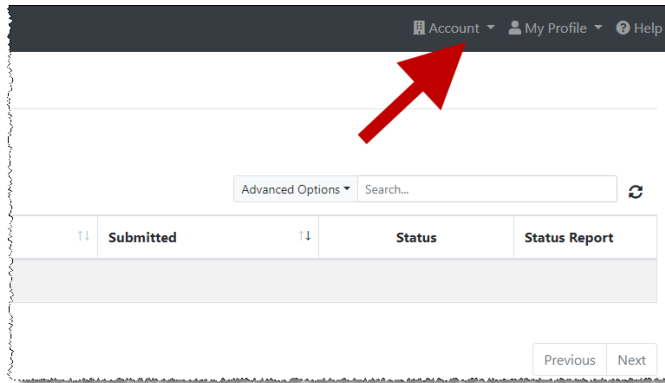 Account My Profile Help
Advanced Options Search...
Submitted Status Status Report
Previous Next